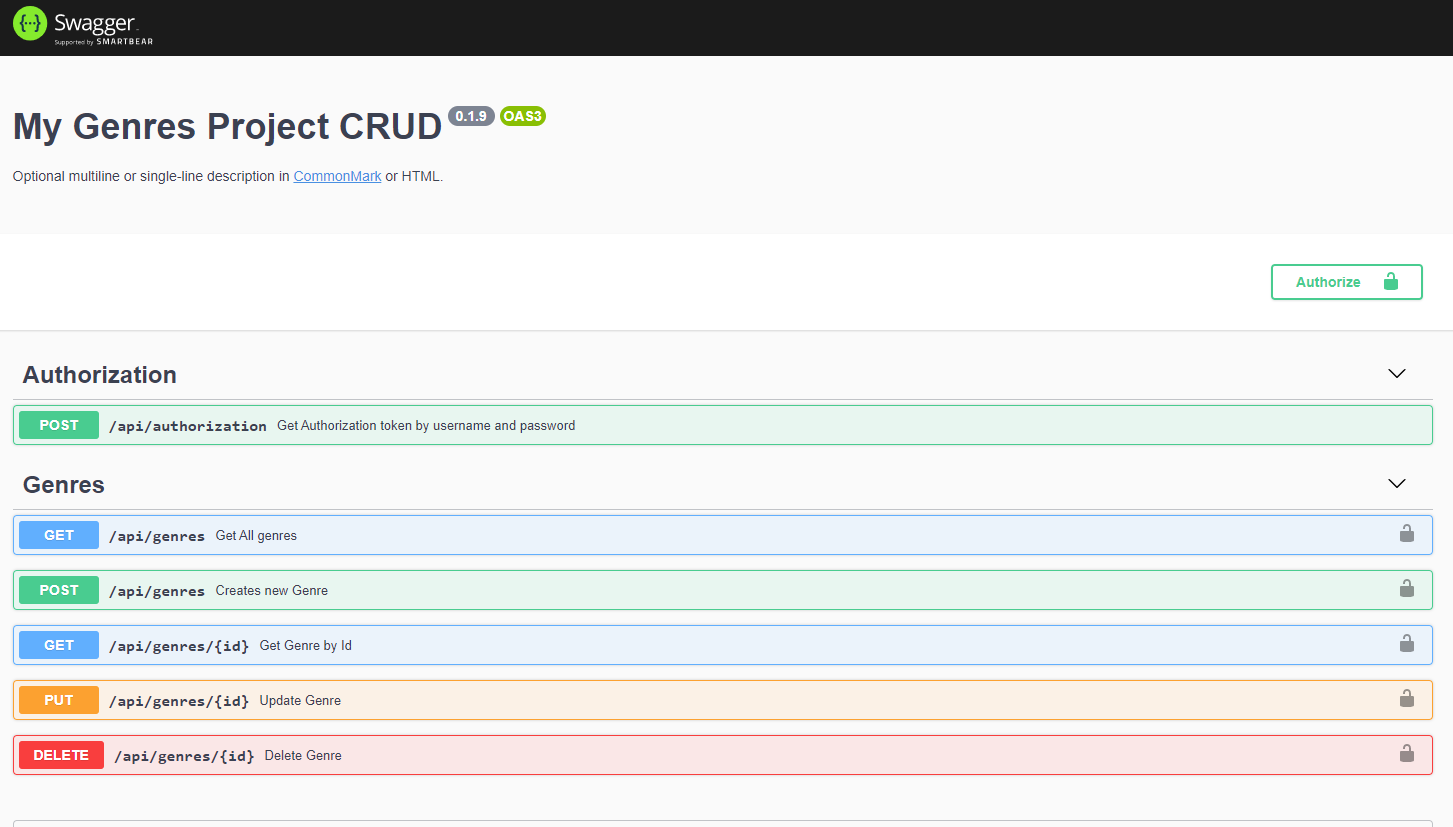 {···} Swagger.
Supported by SMARTBEAR
My Genres Project CRUD 0.1.9 OAS3
Optional multiline or single-line description in CommonMark or HTML.
Authorize
Authorization
POST /api/authorization Get Authorization token by username and password
Genres
GET /api/genres Get All genres
POST /api/genres Creates new Genre
GET /api/genres/{id} Get Genre by Id
PUT /api/genres/{id} Update Genre
DELETE /api/genres/{id} Delete Genre